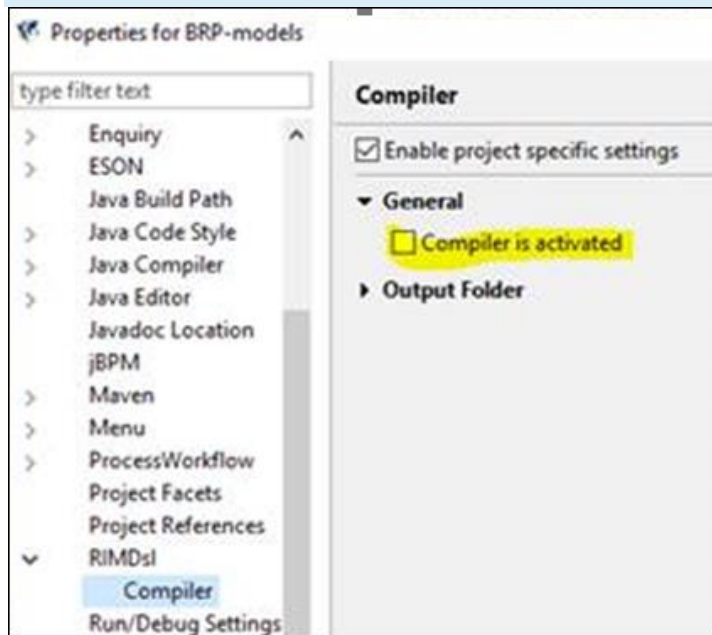 Properties for BRP-models
type filter text
Enquiry
ESON
Java Build Path
Java Code Style
Java Compiler
Java Editor
Javadoc Location
jBPM
Maven
Menu
ProcessWorkflow
Project Facets
Project References
RIMDsl
Compiler
Run/Debug Settings
Compiler
Enable project specific settings
General
Compiler is activated
Output Folder